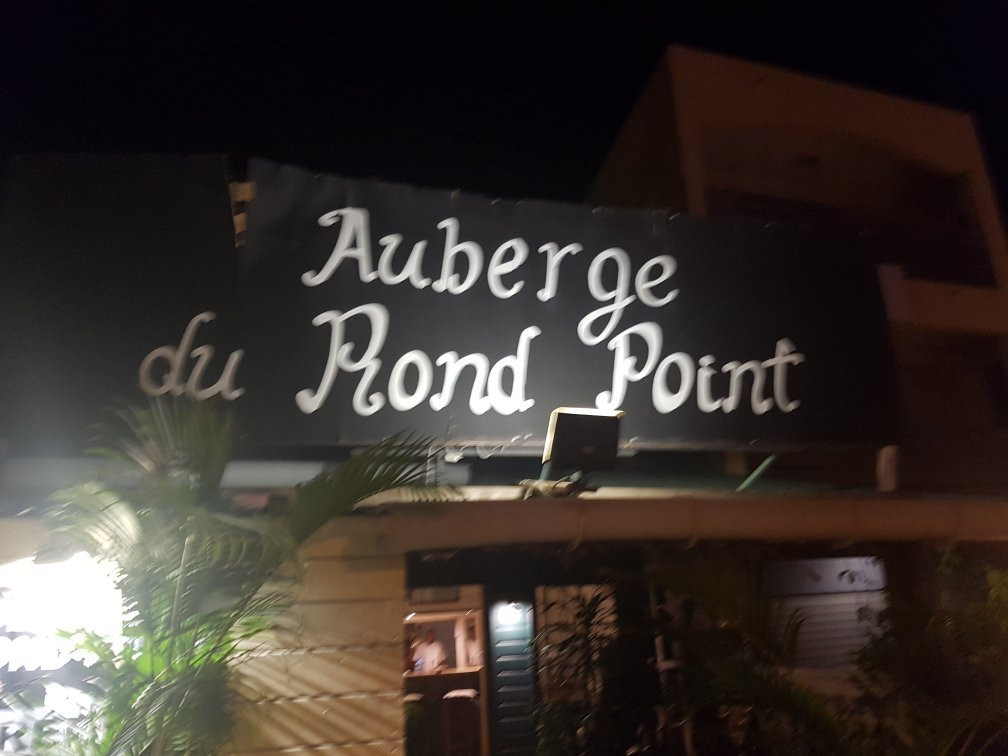 Auberge
du Rond Point